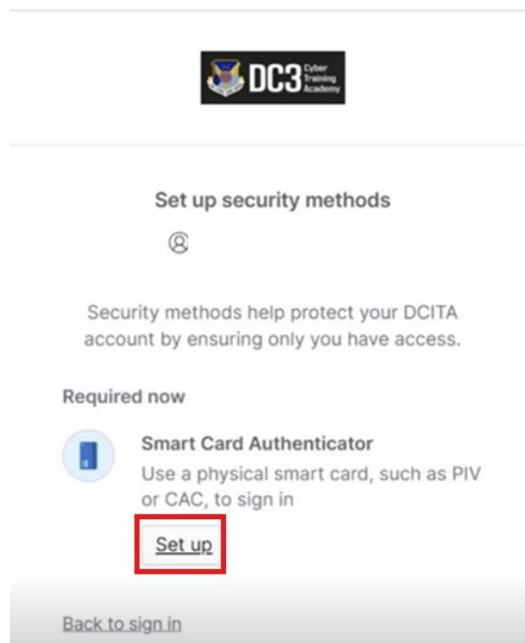 DC3 Cyber
Training
Academy
Set up security methods
Security methods help protect your DCITA
account by ensuring only you have access.
Required now
Smart Card Authenticator
Use a physical smart card, such as PIV
or CAC, to sign in
Set up
Back to sign in